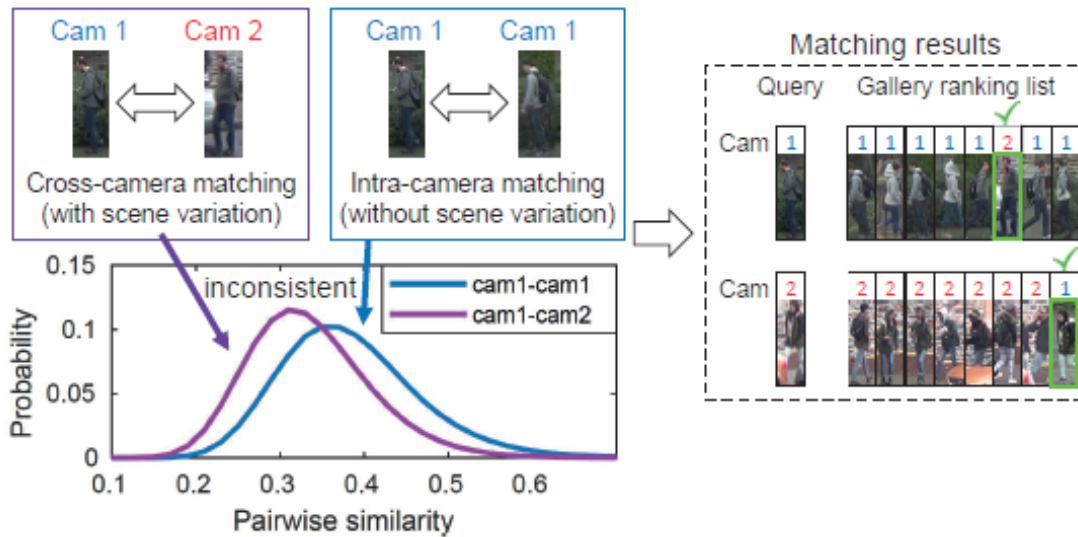 Cam 1 Cam 2
Cross-camera matching
(with scene variation)
Cam 1 Cam 1
Intra-camera matching
(without scene variation)
0.15
0.1
0.05
0
Probability
inconsistent
cam1-cam1
cam1-cam2
0.1 0.2 0.3 0.4 0.5 0.6
Pairwise similarity
Matching results
Query Gallery ranking list
Cam 1 1 1 1 1 1 2 1 1
Cam 2 2 2 2 2 2 2 2 1